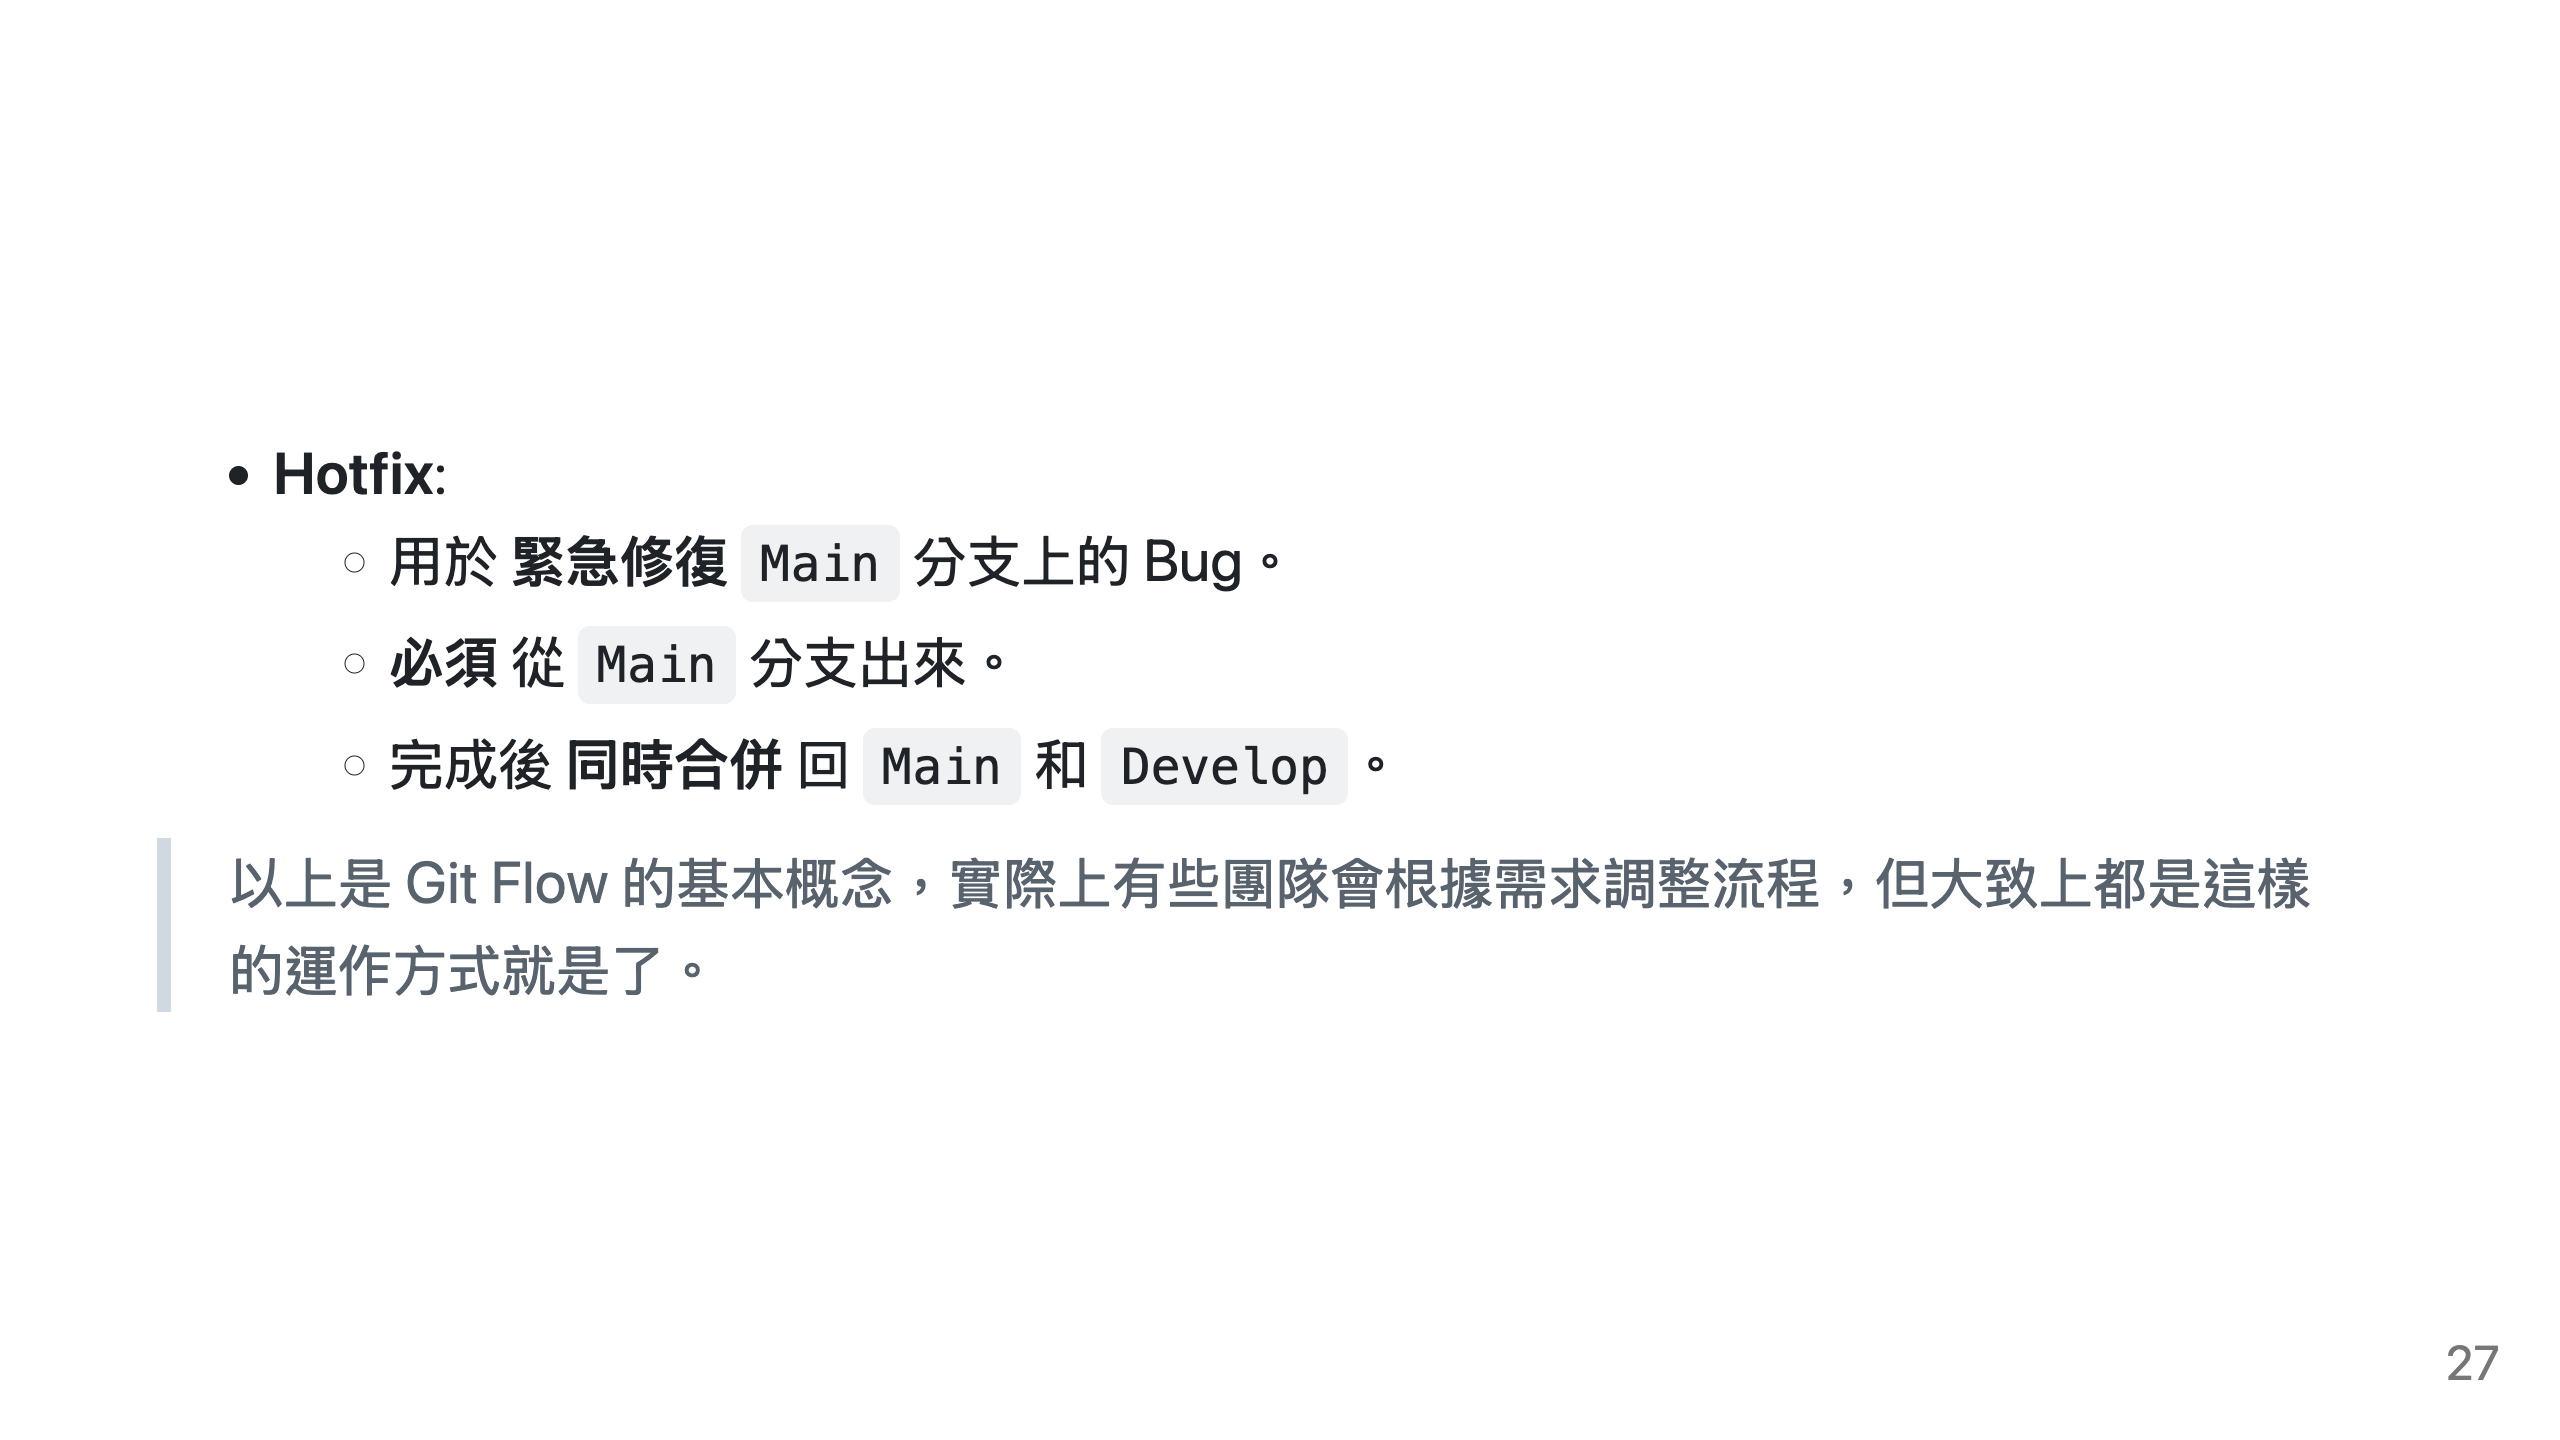 • Hotfix:
○ 用於 緊急修復 Main 分支上的 Bug。
○ 必須 從 Main 分支出來。
○ 完成後 同時合併 回 Main 和 Develop 。
以上是 Git Flow 的基本概念，實際上有些團隊會根據需求調整流程，但大致上都是這樣
的運作方式就是了。
27